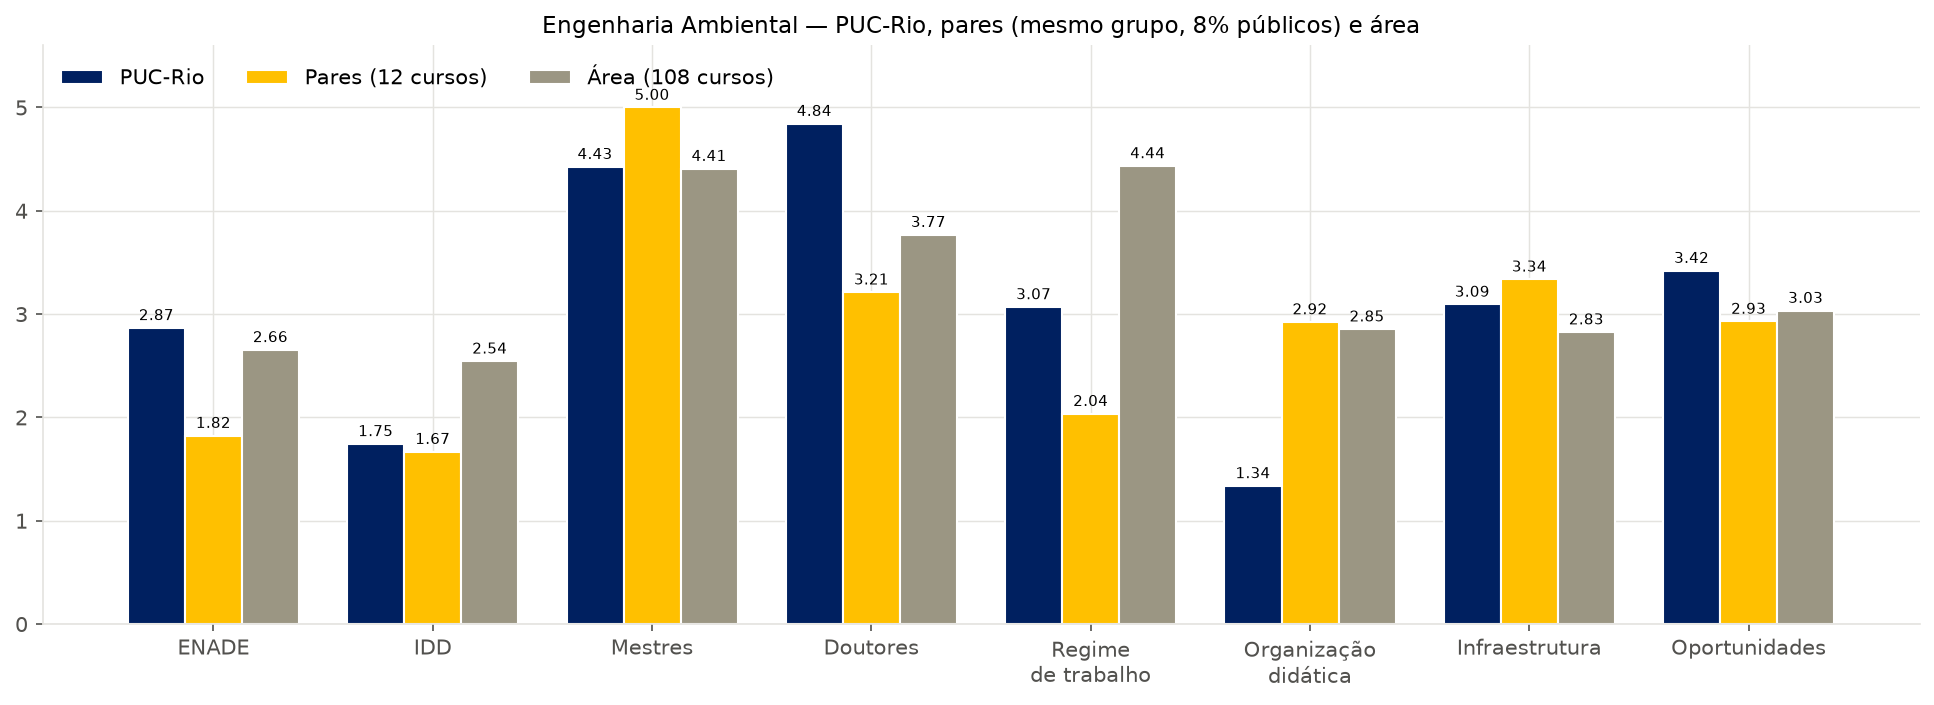 Engenharia Ambiental — PUC-Rio, pares (mesmo grupo, 8% públicos) e área
PUC-Rio
Pares (12 cursos)
Área (108 cursos)
5
4
3
2
1
0
2.87
1.82
2.66
1.75
1.67
2.54
4.43
5.00
4.41
4.84
3.21
3.77
3.07
2.04
4.44
1.34
2.92
2.85
3.09
3.34
2.83
3.42
2.93
3.03
ENADE
IDD
Mestres
Doutores
Regime
de trabalho
Organização
didática
Infraestrutura
Oportunidades